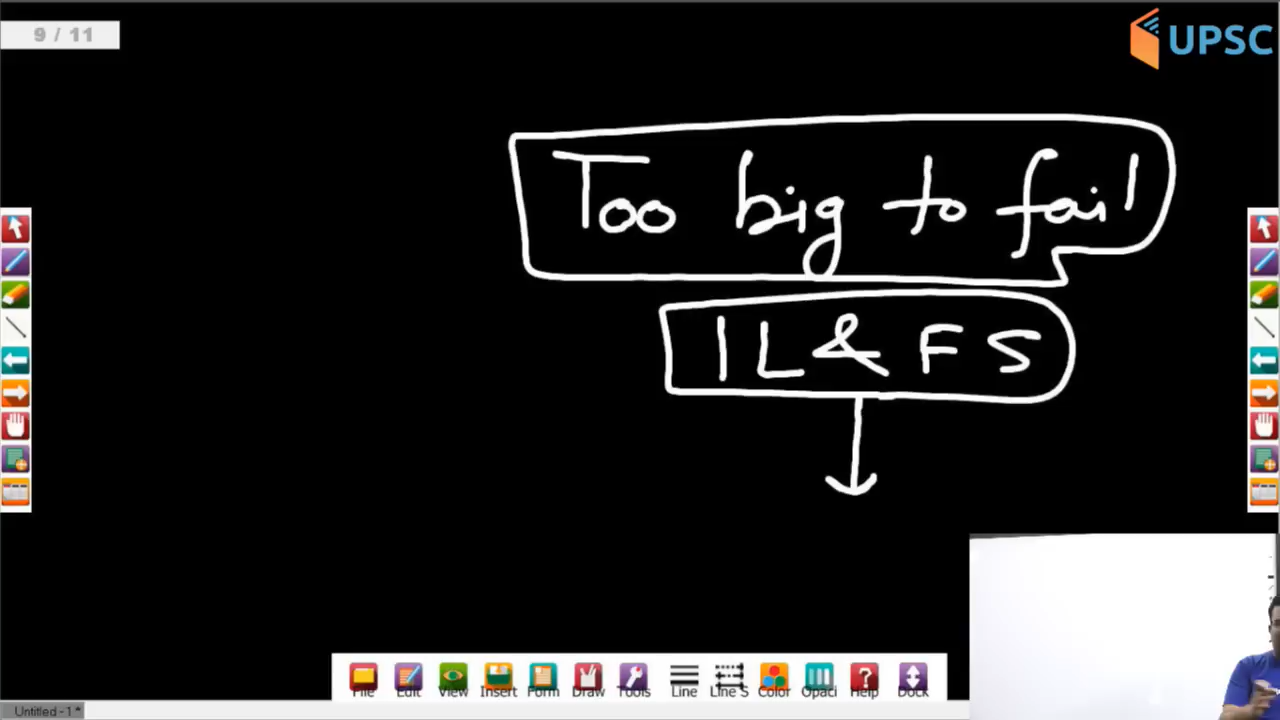 9 / 11
UPSC
Too big to fail
IL & FS
File Edit View Insert Form Draw Tools Line Line S Color Opaci Help Dock
Untitled - 1 *